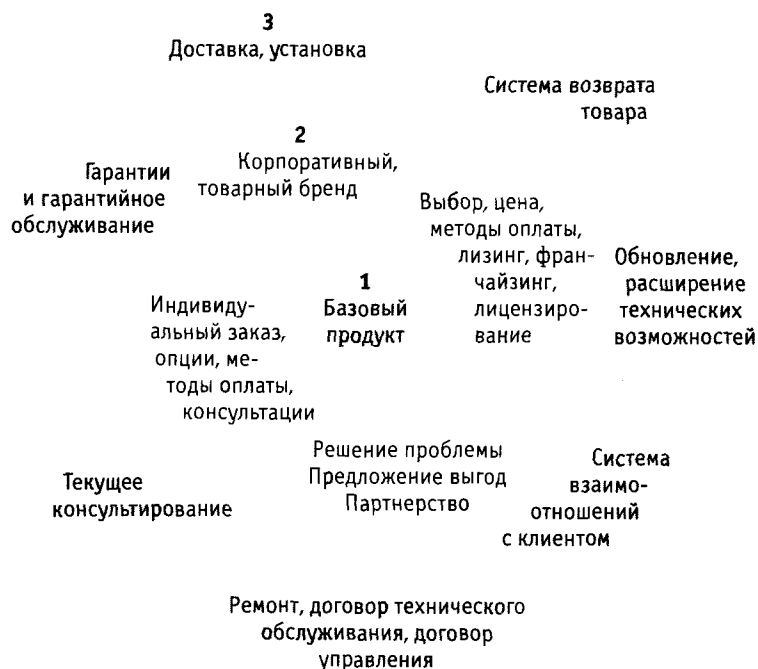 3
Доставка, установка
Система возврата
товара
2
Корпоративный,
товарный бренд
Гарантии
и гарантийное
обслуживание
Выбор, цена,
методы оплаты,
лизинг, фран-
чайзинг,
лицензиро-
вание
Обновление,
расширение
технических
возможностей
1
Базовый
продукт
Индивиду-
альный заказ,
опции, ме-
тоды оплаты,
консультации
Решение проблемы
Предложение выгод
Партнерство
Система
взаимо-
отношений
с клиентом
Текущее
консультирование
Ремонт, договор технического
обслуживания, договор
управления